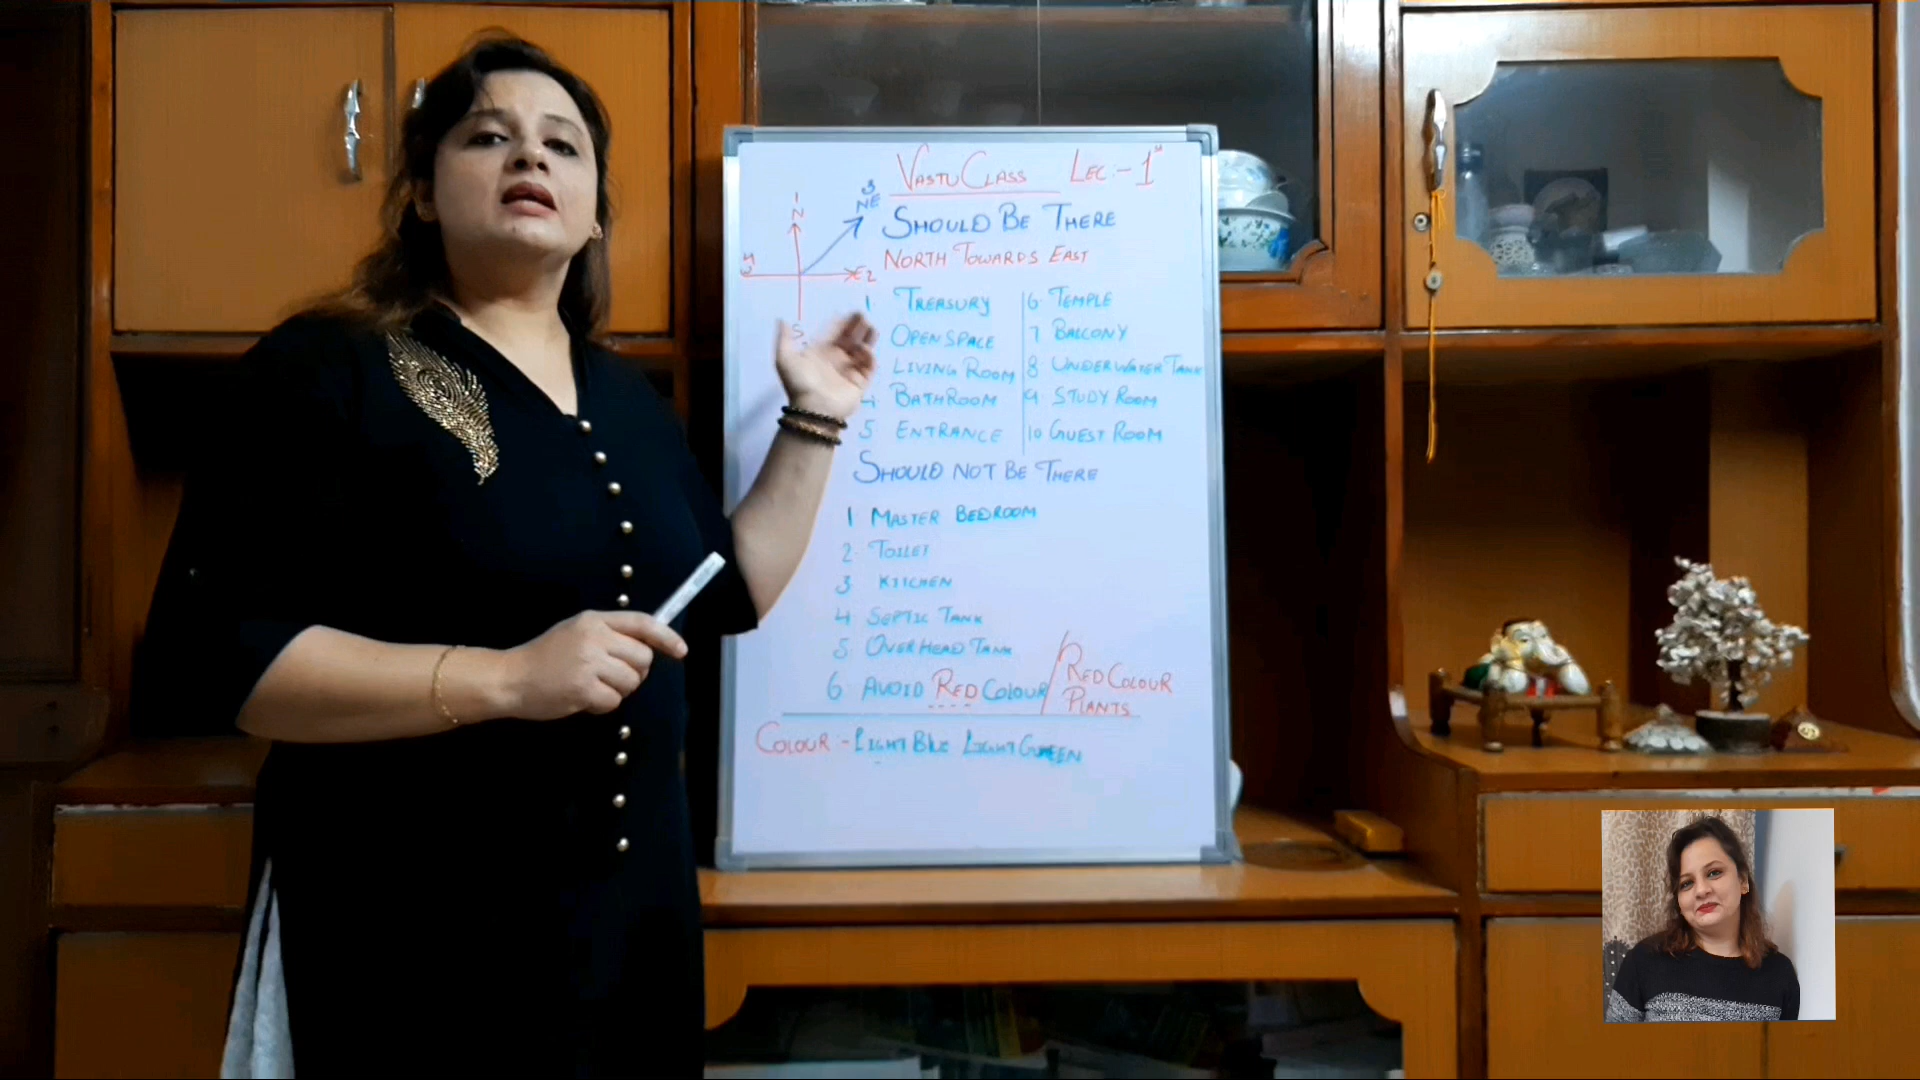 VASTU CLASS LEC:- 1"
1
N
3
NE
W
E 2
S
SHOULD BE THERE
NORTH TOWARDS EAST
1 TREASURY
OPEN SPACE
LIVING ROOM
4 BATHROOM
5 ENTRANCE
6. TEMPLE
7 BALCONY
8 UNDERWATER TANK
9 STUDY ROOM
10 GUEST ROOM
SHOULD NOT BE THERE
1 MASTER BEDROOM
2. TOILET
3 KITCHEN
4 SEPTIC TANK
5 OVER HEAD TANK
6 AVOID RED COLOUR / RED COLOUR
PLANTS
COLOUR - LIGHT BLUE LIGHT GREEN